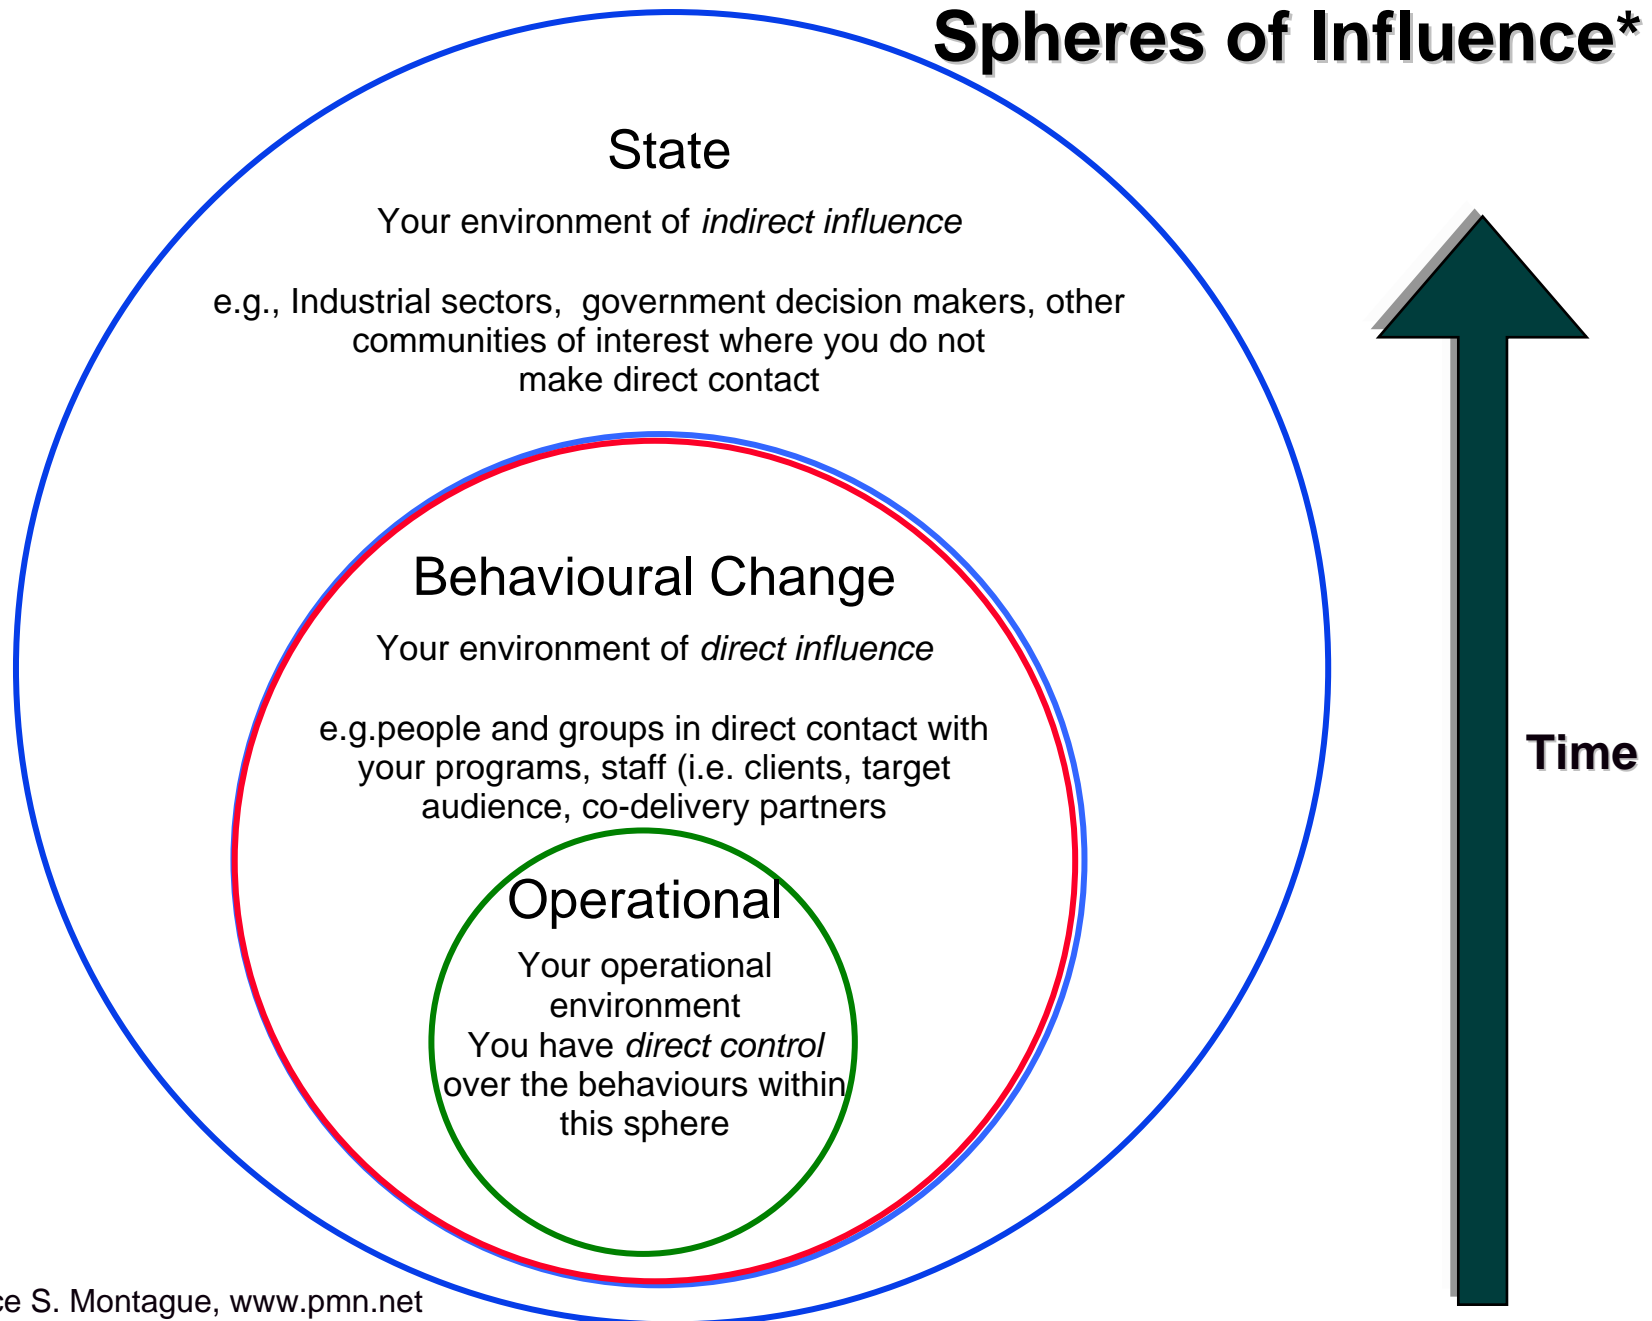 Spheres of Influence*
State
Your environment of indirect influence
e.g., Industrial sectors, government decision makers, other
communities of interest where you do not
make direct contact
Behavioural Change
Your environment of direct influence
e.g.people and groups in direct contact with
your programs, staff (i.e. clients, target
audience, co-delivery partners
Operational
Your operational
environment
You have direct control
over the behaviours within
this sphere
Time
S. Montague, www.pmn.net